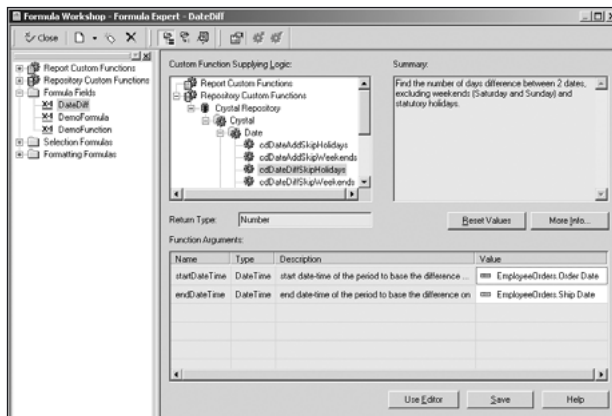 Formula Workshop - Formula Expert - DateDiff
Close
Report Custom Functions
Repository Custom Functions
Formula Fields
DateDiff
DemoFormula
DemoFunction
Selection Formulas
Formatting Formulas
Custom Function Supplying Logic:
Report Custom Functions
Repository Custom Functions
Crystal Repository
Crystal
Date
cdDateAddSkipHolidays
cdDateAddSkipWeekends
cdDateDiffSkipHolidays
cdDateDiffSkipWeekends
Summary:
Find the number of days difference between 2 dates,
excluding weekends (Saturday and Sunday) and
statutory holidays.
Return Type: Number
Reset Values More Info...
Function Arguments:
Name Type Description Value
startDateTime DateTime start date-time of the period to base the difference ... EmployeeOrders.Order Date
endDateTime DateTime end date-time of the period to base the difference on EmployeeOrders.Ship Date
Use Editor Save Help